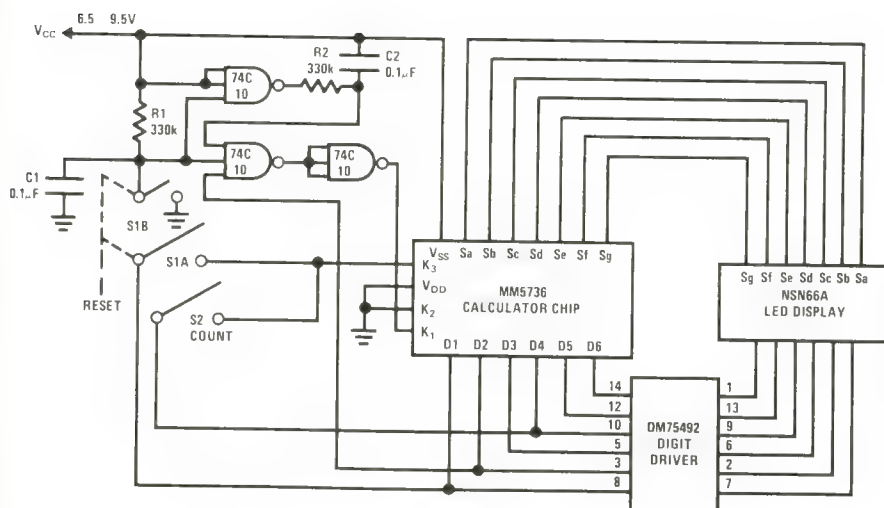 VCC 6.5 9.5V
R1
330k
C1
0.1μF
74C
10
R2
330k
C2
0.1μF
74C
10
74C
10
S1B
S1A
RESET
S2
COUNT
VSS Sa Sb Sc Sd Se Sf Sg
K3
VDD
K2
K1
MM5736
CALCULATOR CHIP
D1 D2 D3 D4 D5 D6
Sg Sf Se Sd Sc Sb Sa
NSN66A
LED DISPLAY
14
12
10
5
3
8
DM75492
DIGIT
DRIVER
1
13
9
6
2
7